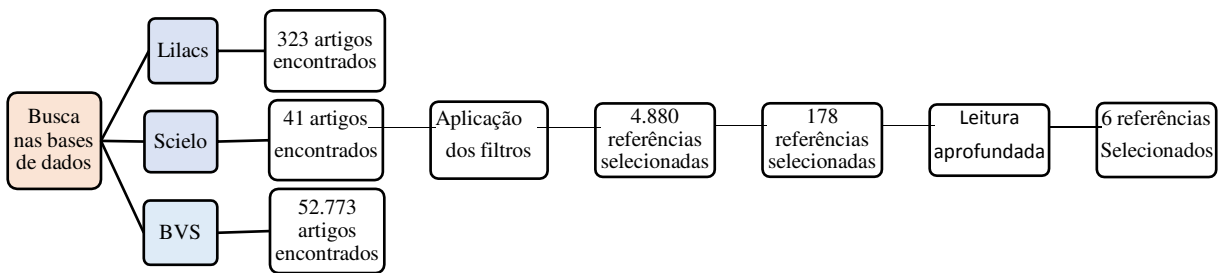 Busca
nas bases
de dados
Lilacs
323 artigos
encontrados
Scielo
41 artigos
encontrados
BVS
52.773
artigos
encontrados
Aplicação
dos filtros
4.880
referências
selecionadas
178
referências
selecionadas
Leitura
aprofundada
6 referências
Selecionados